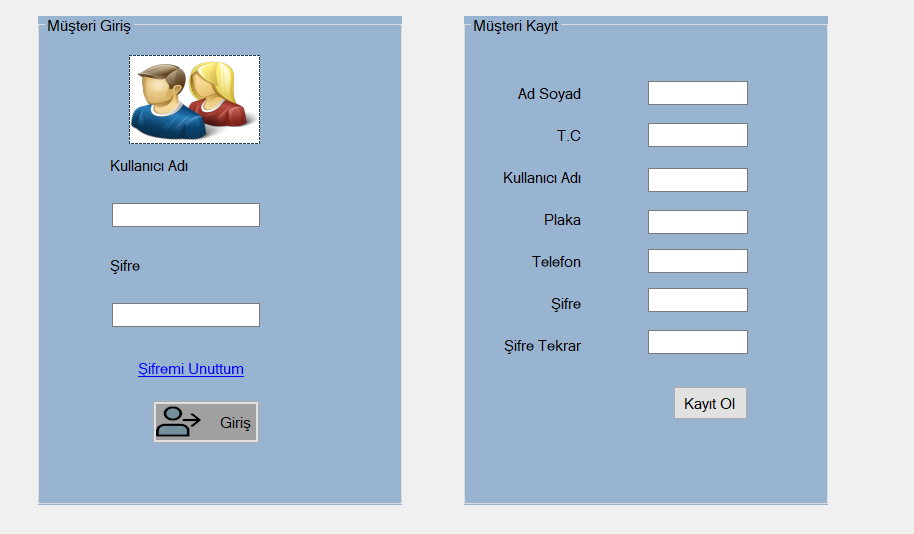 Müşteri Giriş
Kullanıcı Adı
Şifre
Şifremi Unuttum
Giriş
Müşteri Kayıt
Ad Soyad
T.C
Kullanıcı Adı
Plaka
Telefon
Şifre
Şifre Tekrar
Kayıt Ol